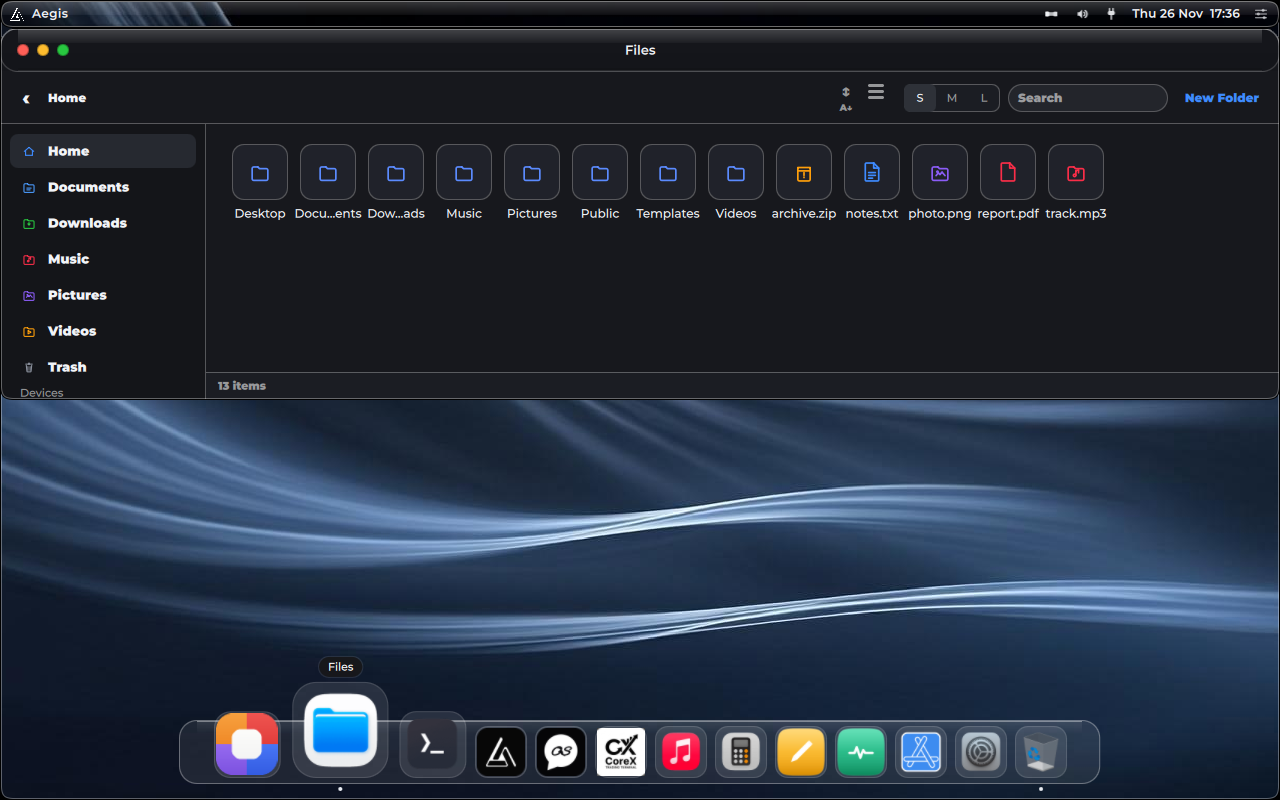 Aegis
Thu 26 Nov 17:36
Files
Home
A+
S M L
Search
New Folder
Home
Documents
Downloads
Music
Pictures
Videos
Trash
Devices
Desktop
Docu...ents
Dow...ads
Music
Pictures
Public
Templates
Videos
archive.zip
notes.txt
photo.png
report.pdf
track.mp3
13 items
Files
as
CX
CoreX